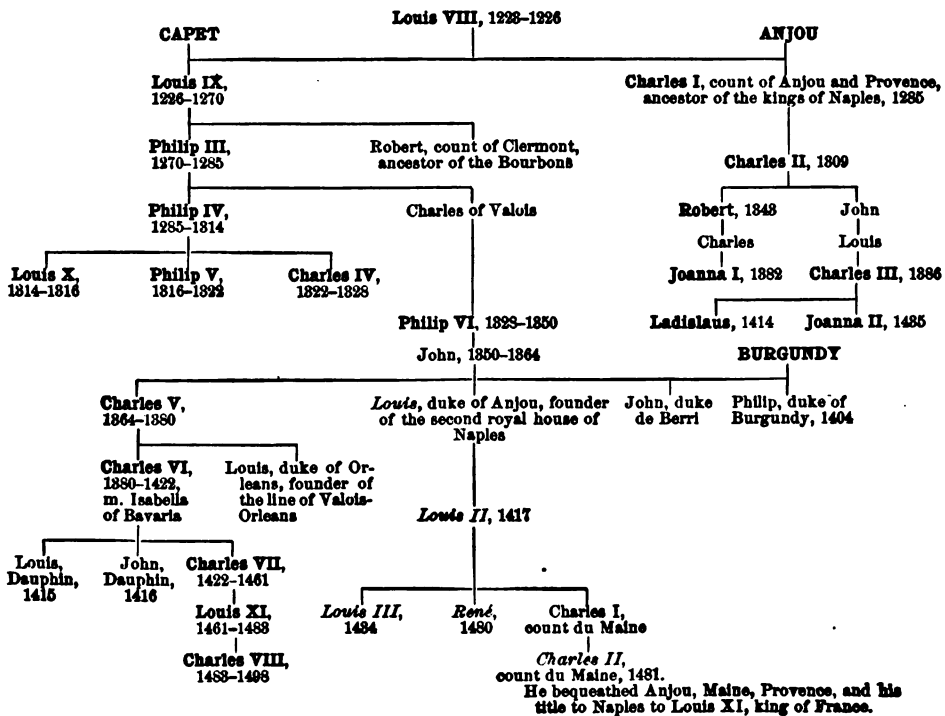 Louis VIII, 1223–1226
CAPET
ANJOU
Louis IX,
1226–1270
Charles I, count of Anjou and Provence,
ancestor of the kings of Naples, 1285
Philip III,
1270–1285
Robert, count of Clermont,
ancestor of the Bourbons
Charles II, 1309
Philip IV,
1285–1314
Charles of Valois
Robert, 1343
John
Charles
Louis
Louis X,
1314–1316
Philip V,
1316–1322
Charles IV,
1322–1328
Joanna I, 1382
Charles III, 1386
Philip VI, 1328–1350
Ladislaus, 1414
Joanna II, 1435
John, 1350–1364
BURGUNDY
Charles V,
1364–1380
Louis, duke of Anjou, founder
of the second royal house of
Naples
John, duke
de Berri
Philip, duke of
Burgundy, 1404
Charles VI,
1380–1422,
m. Isabella
of Bavaria
Louis, duke of Or-
leans, founder of
the line of Valois-
Orleans
Louis II, 1417
Louis,
Dauphin,
1415
John,
Dauphin,
1416
Charles VII,
1422–1461
Louis XI,
1461–1483
Louis III,
1434
René,
1480
Charles I,
count du Maine
Charles VIII,
1483–1498
Charles II,
count du Maine, 1481.
He bequeathed Anjou, Maine, Provence, and his
title to Naples to Louis XI, king of France.